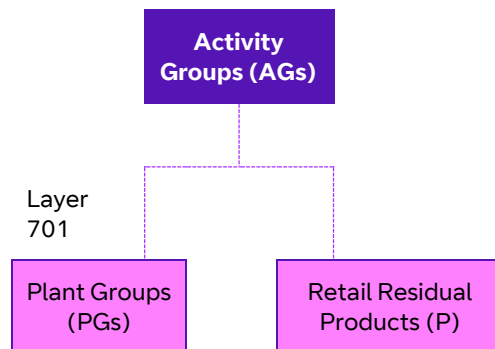 Activity
Groups (AGs)
Layer
701
Plant Groups
(PGs)
Retail Residual
Products (P)